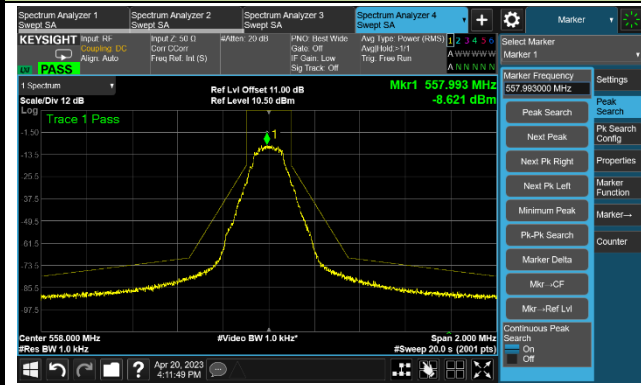 Spectrum Analyzer 1
Swept SA
Spectrum Analyzer 2
Swept SA
Spectrum Analyzer 3
Swept SA
Spectrum Analyzer 4
Swept SA
Marker
KEYSIGHT
Input: RF
Coupling: DC
Align: Auto
Input Z: 50 Ω
Corr CCorr
Freq Ref: Int (S)
#Atten: 20 dB
PNO: Best Wide
Gate: Off
IF Gain: Low
Sig Track: Off
Avg Type: Power (RMS)
Avg|Hold:>1/1
Trig: Free Run
1 2 3 4 5 6
A W W W W W
A N N N N N
LXI
PASS
Select Marker
Marker 1
1 Spectrum
Scale/Div 12 dB
Log
Ref Lvl Offset 11.00 dB
Ref Level 10.50 dBm
Mkr1 557.993 MHz
-8.621 dBm
Trace 1 Pass
1
-1.50
-13.5
-25.5
-37.5
-49.5
-61.5
-73.5
-85.5
-97.5
Center 558.000 MHz
#Res BW 1.0 kHz
#Video BW 1.0 kHz*
Span 2.000 MHz
#Sweep 20.0 s (2001 pts)
Marker Frequency
557.993000 MHz
Peak Search
Next Peak
Next Pk Right
Next Pk Left
Minimum Peak
Pk-Pk Search
Marker Delta
Mkr→CF
Mkr→Ref Lvl
Continuous Peak
Search
On
Off
Settings
Peak
Search
Pk Search
Config
Properties
Marker
Function
Marker→
Counter
Apr 20, 2023
4:11:49 PM